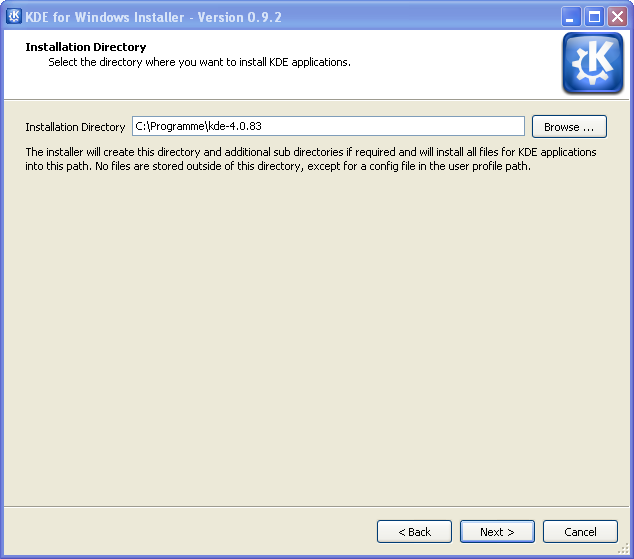 KDE for Windows Installer - Version 0.9.2
Installation Directory
Select the directory where you want to install KDE applications.
Installation Directory C:\Programme\kde-4.0.83 Browse ...
The installer will create this directory and additional sub directories if required and will install all files for KDE applications
into this path. No files are stored outside of this directory, except for a config file in the user profile path.
< Back Next > Cancel